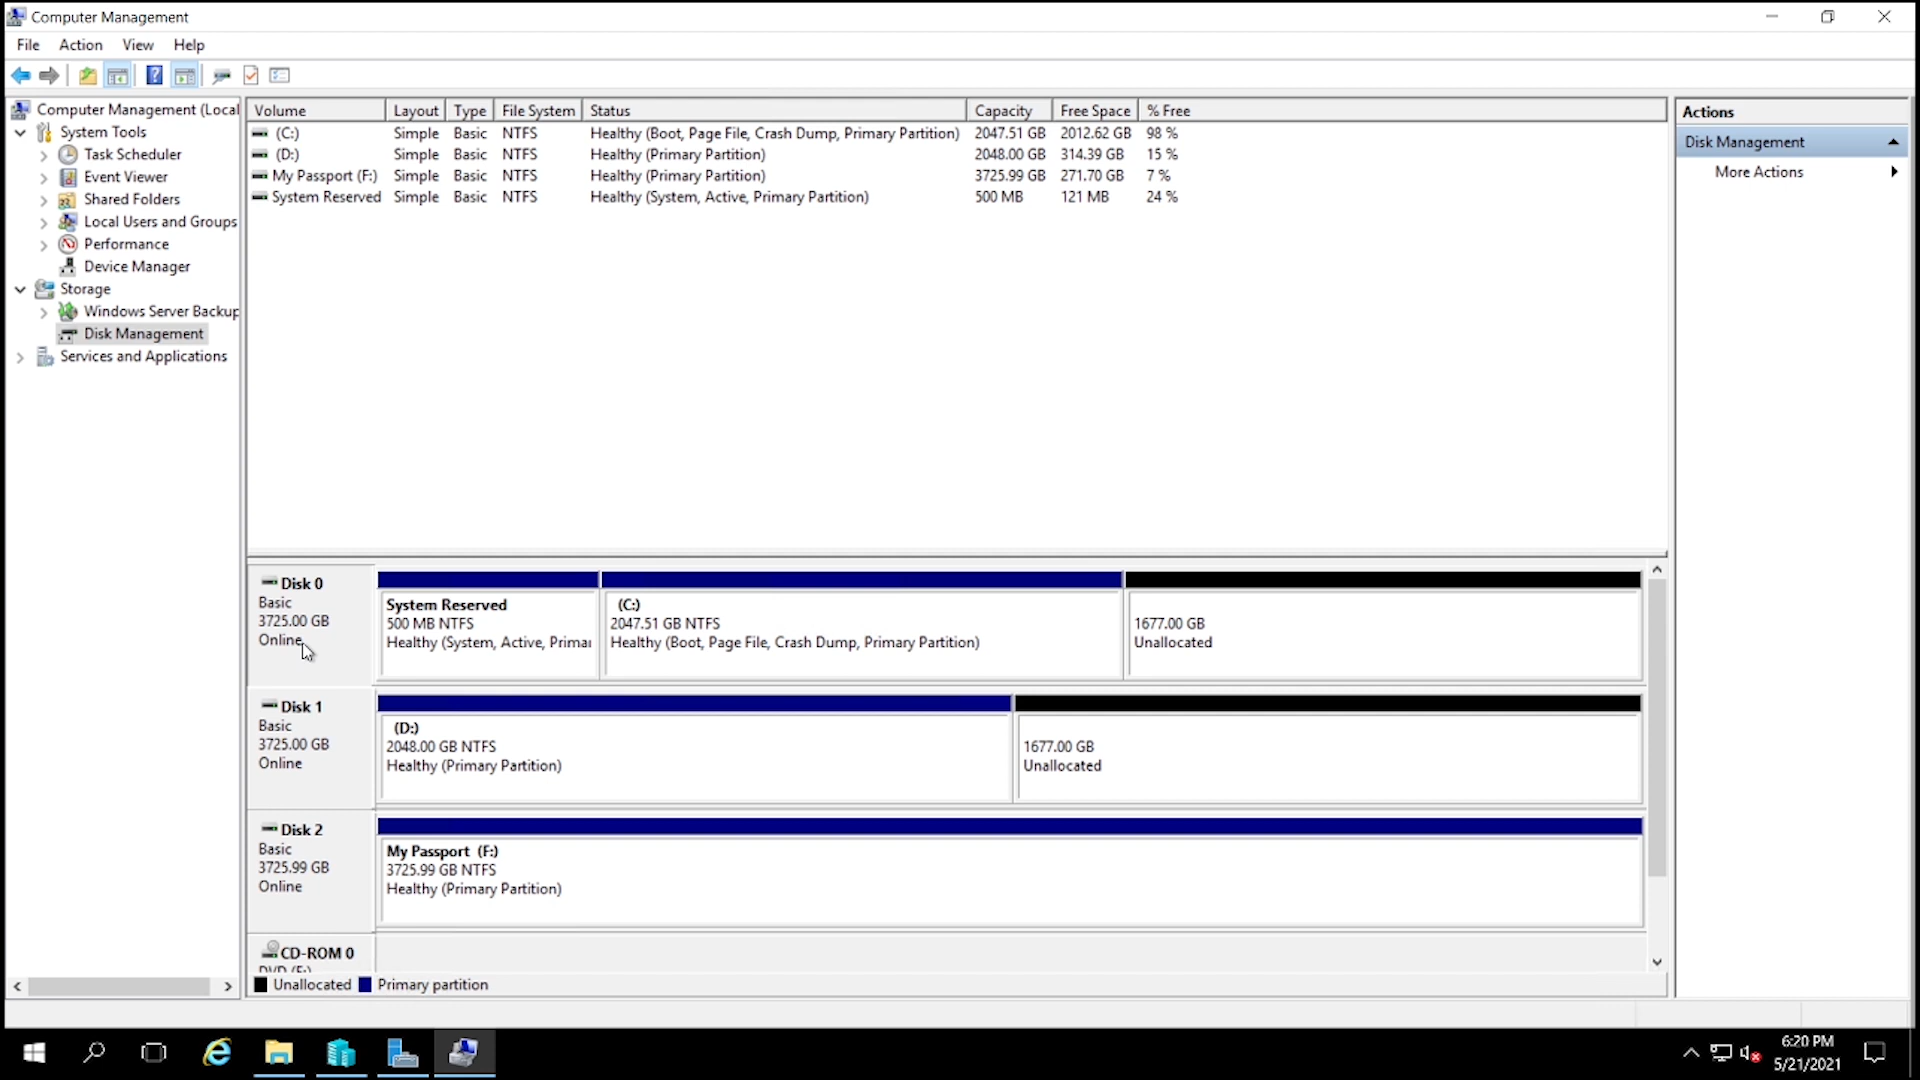 Computer Management
File Action View Help
Computer Management (Local
System Tools
Task Scheduler
Event Viewer
Shared Folders
Local Users and Groups
Performance
Device Manager
Storage
Windows Server Backup
Disk Management
Services and Applications
Volume Layout Type File System Status Capacity Free Space % Free
(C:) Simple Basic NTFS Healthy (Boot, Page File, Crash Dump, Primary Partition) 2047.51 GB 2012.62 GB 98 %
(D:) Simple Basic NTFS Healthy (Primary Partition) 2048.00 GB 314.39 GB 15 %
My Passport (F:) Simple Basic NTFS Healthy (Primary Partition) 3725.99 GB 271.70 GB 7 %
System Reserved Simple Basic NTFS Healthy (System, Active, Primary Partition) 500 MB 121 MB 24 %
Actions
Disk Management
More Actions
Disk 0
Basic
3725.00 GB
Online
System Reserved
500 MB NTFS
Healthy (System, Active, Primar
(C:)
2047.51 GB NTFS
Healthy (Boot, Page File, Crash Dump, Primary Partition)
1677.00 GB
Unallocated
Disk 1
Basic
3725.00 GB
Online
(D:)
2048.00 GB NTFS
Healthy (Primary Partition)
1677.00 GB
Unallocated
Disk 2
Basic
3725.99 GB
Online
My Passport (F:)
3725.99 GB NTFS
Healthy (Primary Partition)
CD-ROM 0
DVD (E:)
Unallocated Primary partition
6:20 PM
5/21/2021